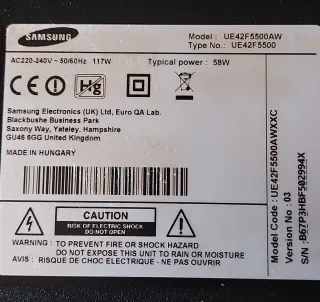 SAMSUNG
Model : UE42F5500AW
Type No. : UE42F5500
AC220-240V ~ 50/60Hz 117W
Typical power : 58W
Hg
Samsung Electronics (UK) Ltd, Euro QA Lab.
Blackbushe Business Park
Saxony Way, Yateley, Hampshire
GU46 6GG United Kingdom
MADE IN HUNGARY
CAUTION
RISK OF ELECTRIC SHOCK
DO NOT OPEN
WARNING : TO PREVENT FIRE OR SHOCK HAZARD
DO NOT EXPOSE THIS TV TO RAIN OR MOISTURE
AVIS : RISQUE DE CHOC ELECTRIQUE - NE PAS OUVRIR
Model Code : UE42F5500AWXXC
Version No : 03
S/N : B67P3HBF502994X